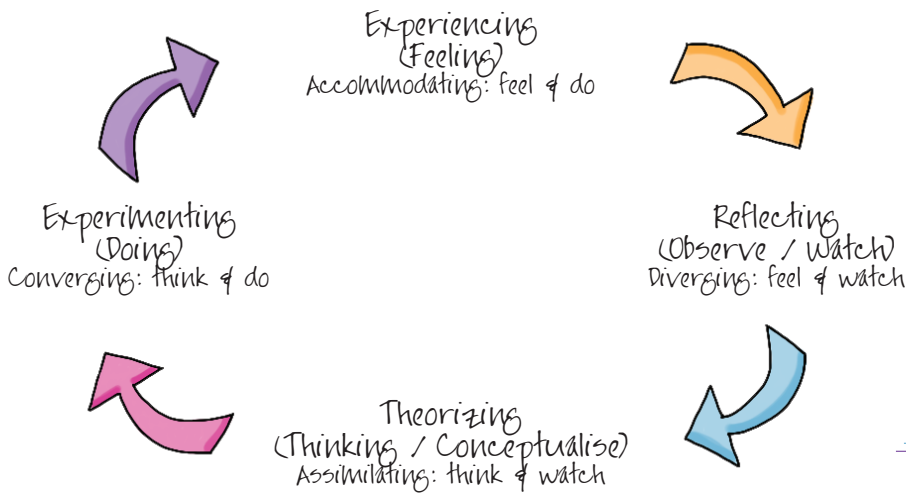 Experiencing
(Feeling)
Accommodating: feel & do
Experimenting
(Doing)
Converging: think & do
Reflecting
(Observe / Watch)
Diverging: feel & watch
Theorizing
(Thinking / Conceptualise)
Assimilating: think & watch